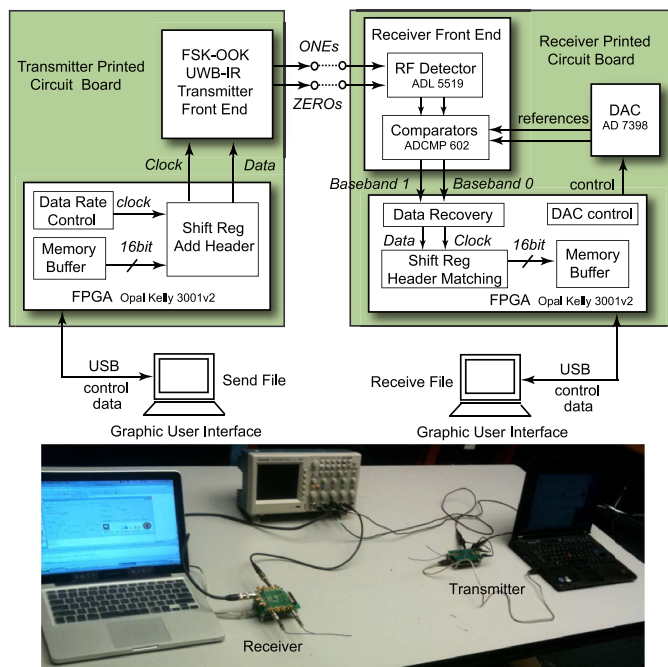 Transmitter Printed
Circuit Board
FSK-OOK
UWB-IR
Transmitter
Front End
Clock
Data
Data Rate
Control
clock
Memory
Buffer
16bit
Shift Reg
Add Header
FPGA Opal Kelly 3001v2
ONEs
ZEROs
Receiver Front End
RF Detector
ADL 5519
Comparators
ADCMP 602
Receiver Printed
Circuit Board
DAC
AD 7398
references
control
Baseband 1
Baseband 0
Data Recovery
DAC control
Data
Clock
Shift Reg
Header Matching
16bit
Memory
Buffer
FPGA Opal Kelly 3001v2
USB
control
data
Send File
Graphic User Interface
Receive File
USB
control
data
Graphic User Interface
Receiver
Transmitter